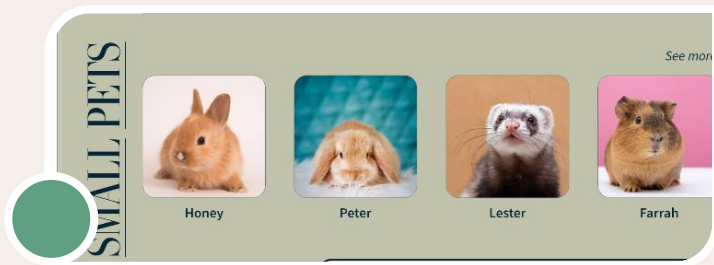 SMALL PETS
See more
Honey
Peter
Lester
Farrah